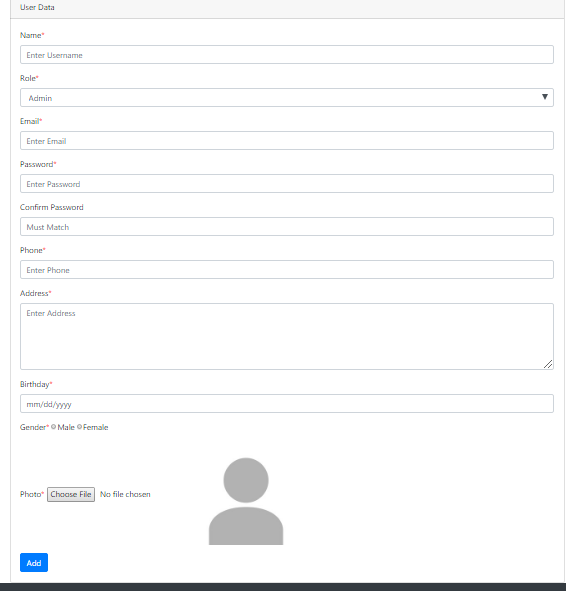 User Data
Name*
Enter Username
Role*
Admin
Email*
Enter Email
Password*
Enter Password
Confirm Password
Must Match
Phone*
Enter Phone
Address*
Enter Address
Birthday*
mm/dd/yyyy
Gender* Male Female
Photo* Choose File No file chosen
Add